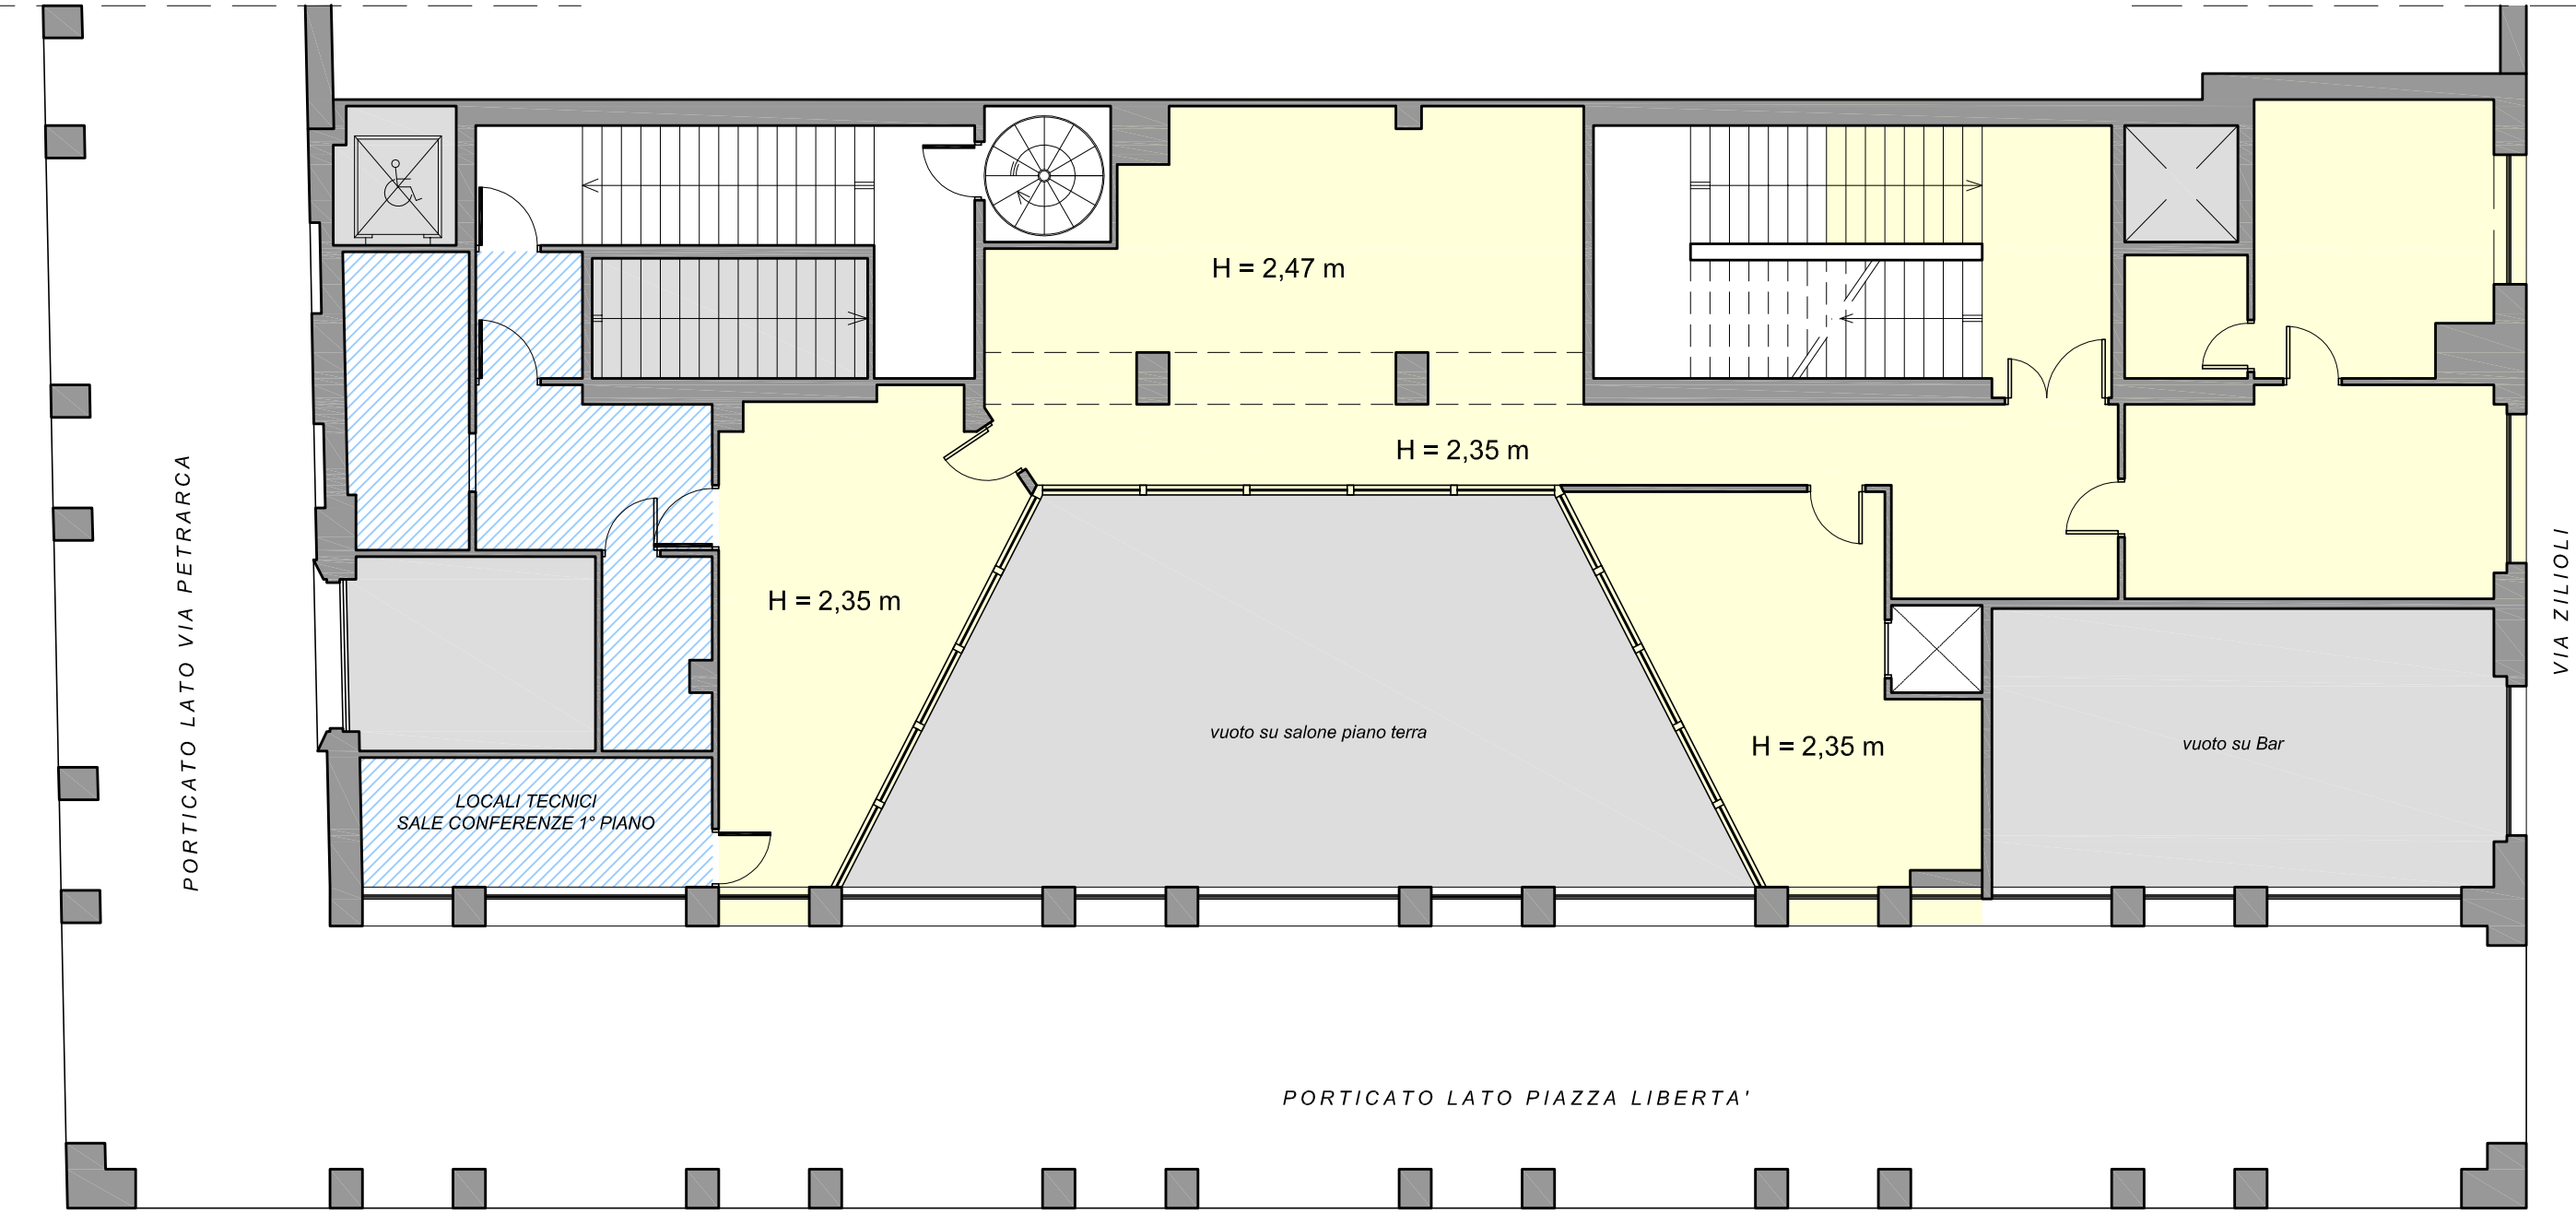 H = 2,47 m
H = 2,35 m
H = 2,35 m
H = 2,35 m
vuoto su salone piano terra
vuoto su Bar
LOCALI TECNICI
SALE CONFERENZE 1° PIANO
PORTICATO LATO VIA PETRARCA
VIA ZILIOLI
PORTICATO LATO PIAZZA LIBERTA'